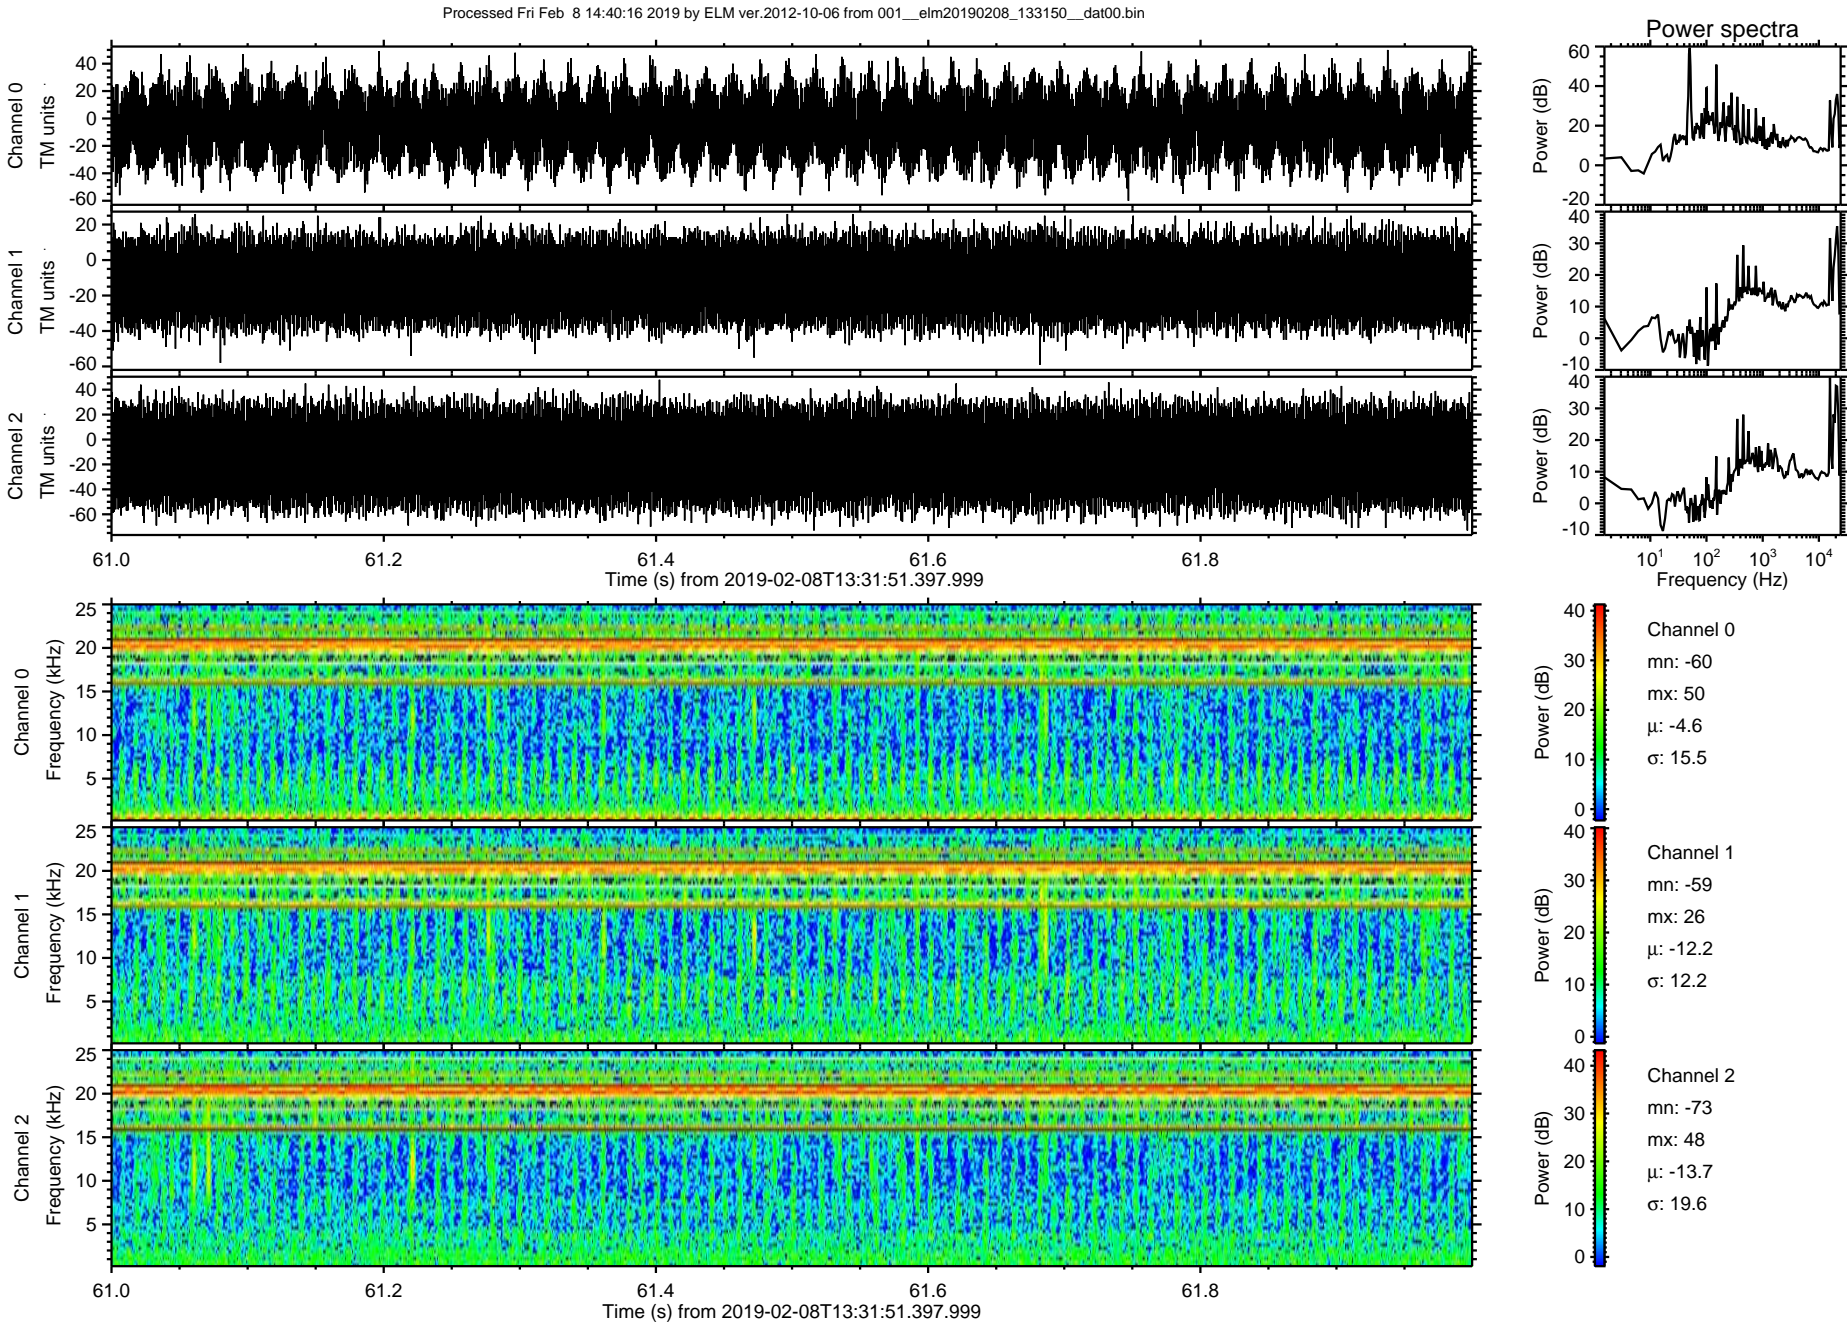 Processed Fri Feb 8 14:40:16 2019 by ELM ver.2012-10-06 from 001__elm20190208_133150__dat00.bin
Power spectra
Channel 0
TM units
40
20
0
-20
-40
-60
Power (dB)
60
40
20
0
-20
Channel 1
TM units
20
0
-20
-40
-60
Power (dB)
40
30
20
10
0
-10
Channel 2
TM units
40
20
0
-20
-40
-60
Power (dB)
40
30
20
10
0
-10
61.0 61.2 61.4 61.6 61.8
Time (s) from 2019-02-08T13:31:51.397.999
10^1 10^2 10^3 10^4
Frequency (Hz)
Channel 0
Frequency (kHz)
25
20
15
10
5
Power (dB)
40
30
20
10
0
Channel 0
mn: -60
mx: 50
μ: -4.6
σ: 15.5
Channel 1
Frequency (kHz)
25
20
15
10
5
Power (dB)
40
30
20
10
0
Channel 1
mn: -59
mx: 26
μ: -12.2
σ: 12.2
Channel 2
Frequency (kHz)
25
20
15
10
5
Power (dB)
40
30
20
10
0
Channel 2
mn: -73
mx: 48
μ: -13.7
σ: 19.6
61.0 61.2 61.4 61.6 61.8
Time (s) from 2019-02-08T13:31:51.397.999